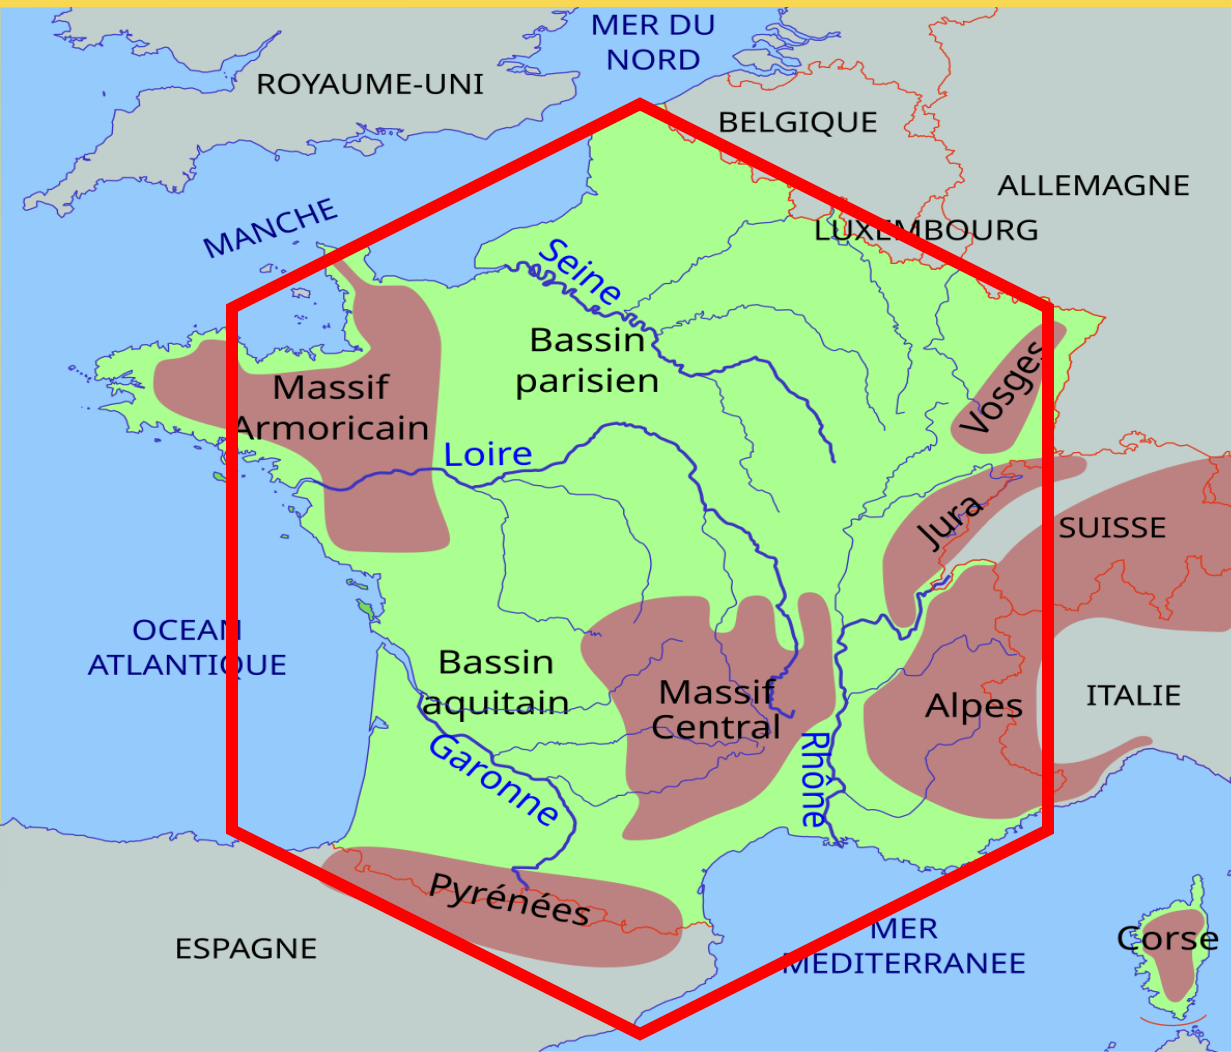 MER DU
NORD
ROYAUME-UNI
BELGIQUE
ALLEMAGNE
MANCHE
LUXEMBOURG
Seine
Bassin
parisien
Vosges
Massif
Armoricain
Loire
Jura
SUISSE
OCEAN
ATLANTIQUE
Bassin
aquitain
Massif
Central
Alpes
ITALIE
Garonne
Rhône
Pyrénées
ESPAGNE
MER
MEDITERRANEE
Corse